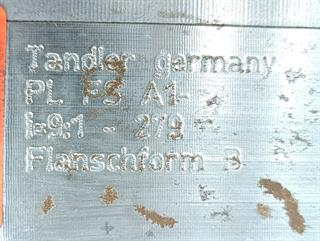 Tandler germany
PL FS A1-
i=9:1 - 279
Flanschform B